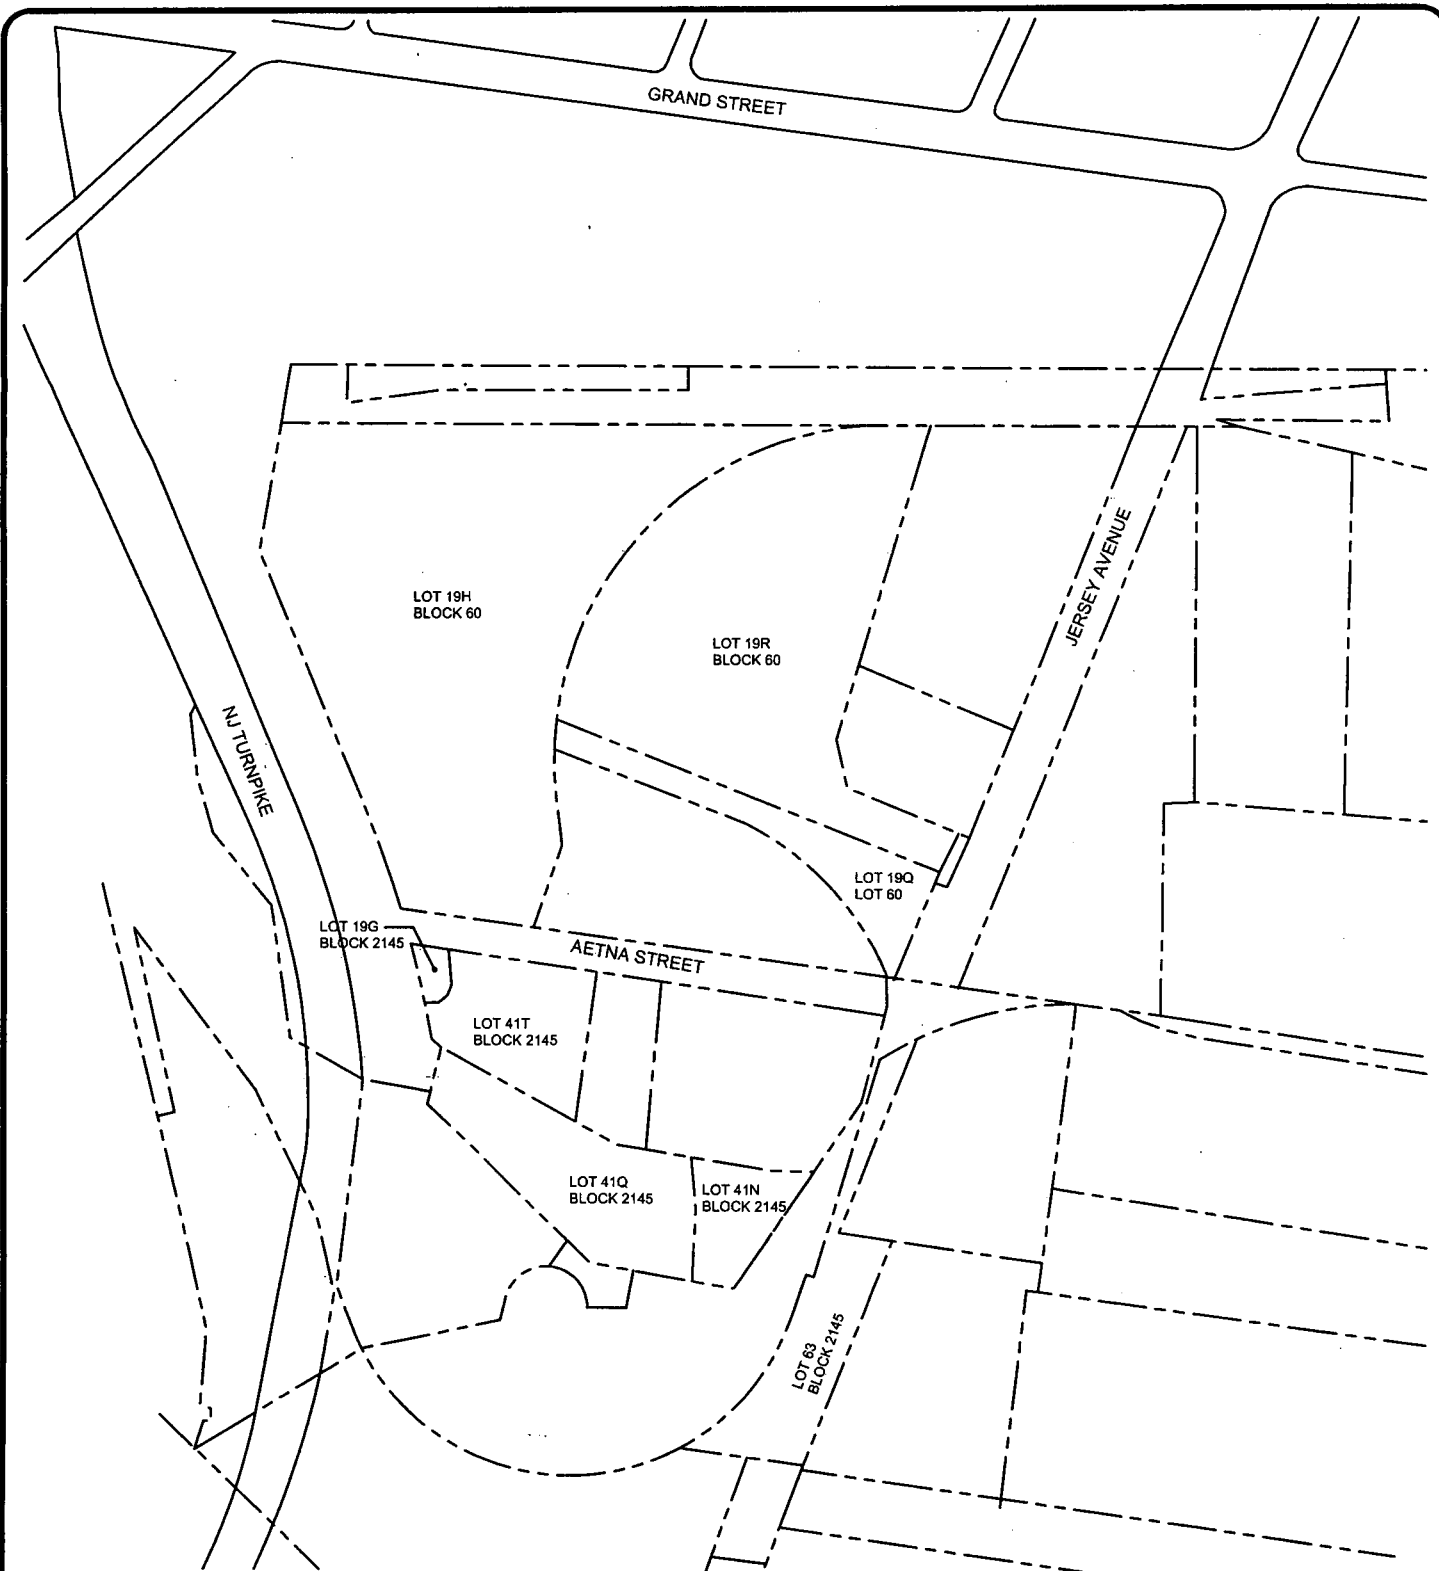 GRAND STREET
LOT 19H
BLOCK 60
JERSEY AVENUE
LOT 19R
BLOCK 60
NJ TURNPIKE
LOT 19Q
LOT 60
LOT 19G
BLOCK 2145
AETNA STREET
LOT 41T
BLOCK 2145
LOT 41Q
BLOCK 2145
LOT 41N
BLOCK 2145
LOT 63
BLOCK 2145